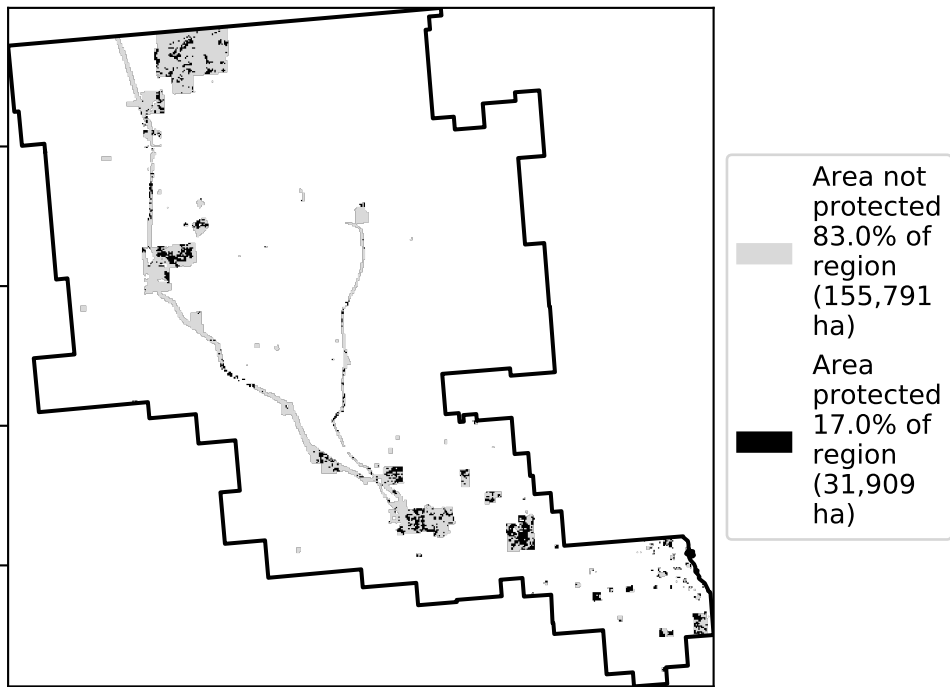 Area not
protected
83.0% of
region
(155,791
ha)
Area
protected
17.0% of
region
(31,909
ha)